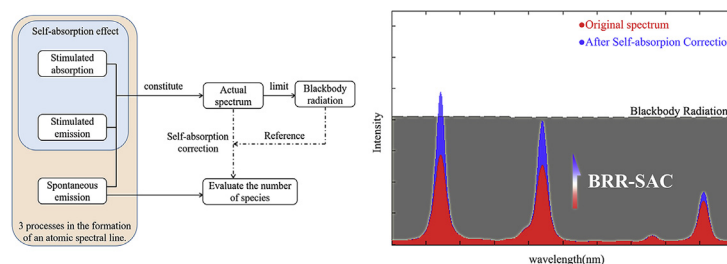 Self-absorption effect
Stimulated
absorption
Stimulated
emission
Spontaneous
emission
3 processes in the formation
of an atomic spectral line.
constitute
Actual
spectrum
limit
Blackbody
radiation
Self-absorption
correction
Reference
Evaluate the number
of species
Original spectrum
After Self-absorpion Correction
Blackbody Radiation
BRR-SAC
Intensity
wavelength(nm)